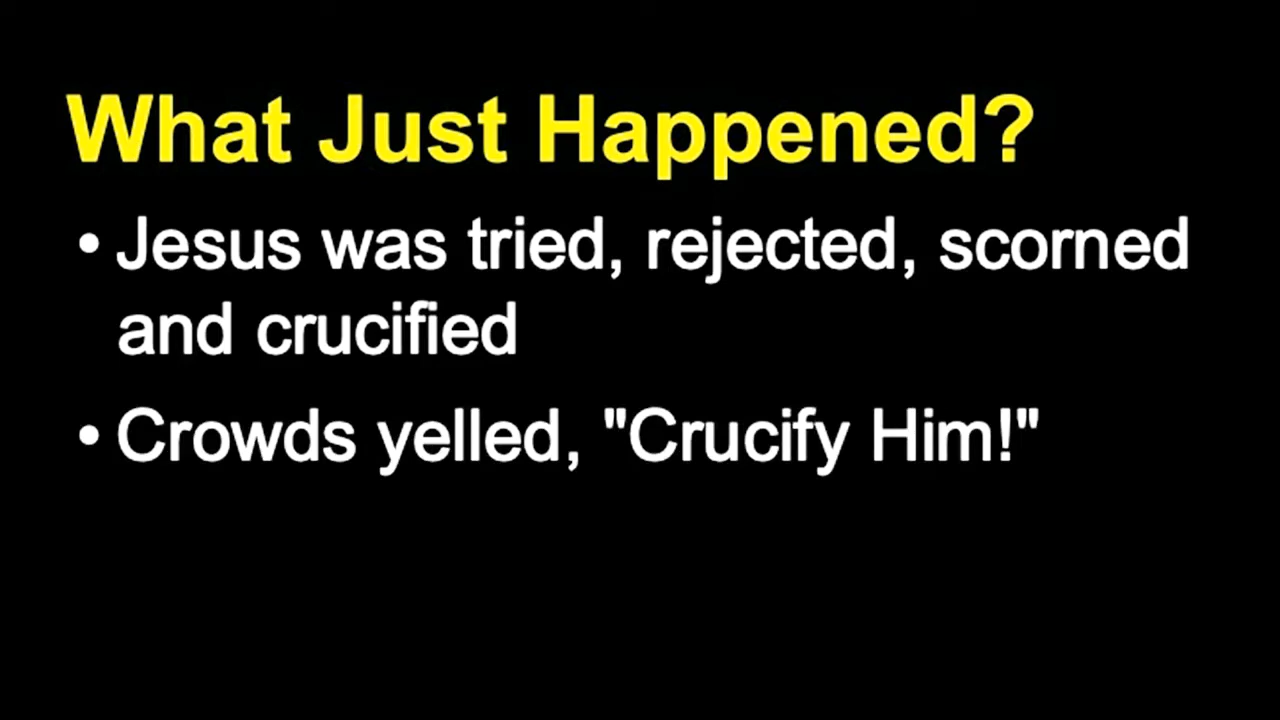 What Just Happened?
• Jesus was tried, rejected, scorned
and crucified
• Crowds yelled, "Crucify Him!"